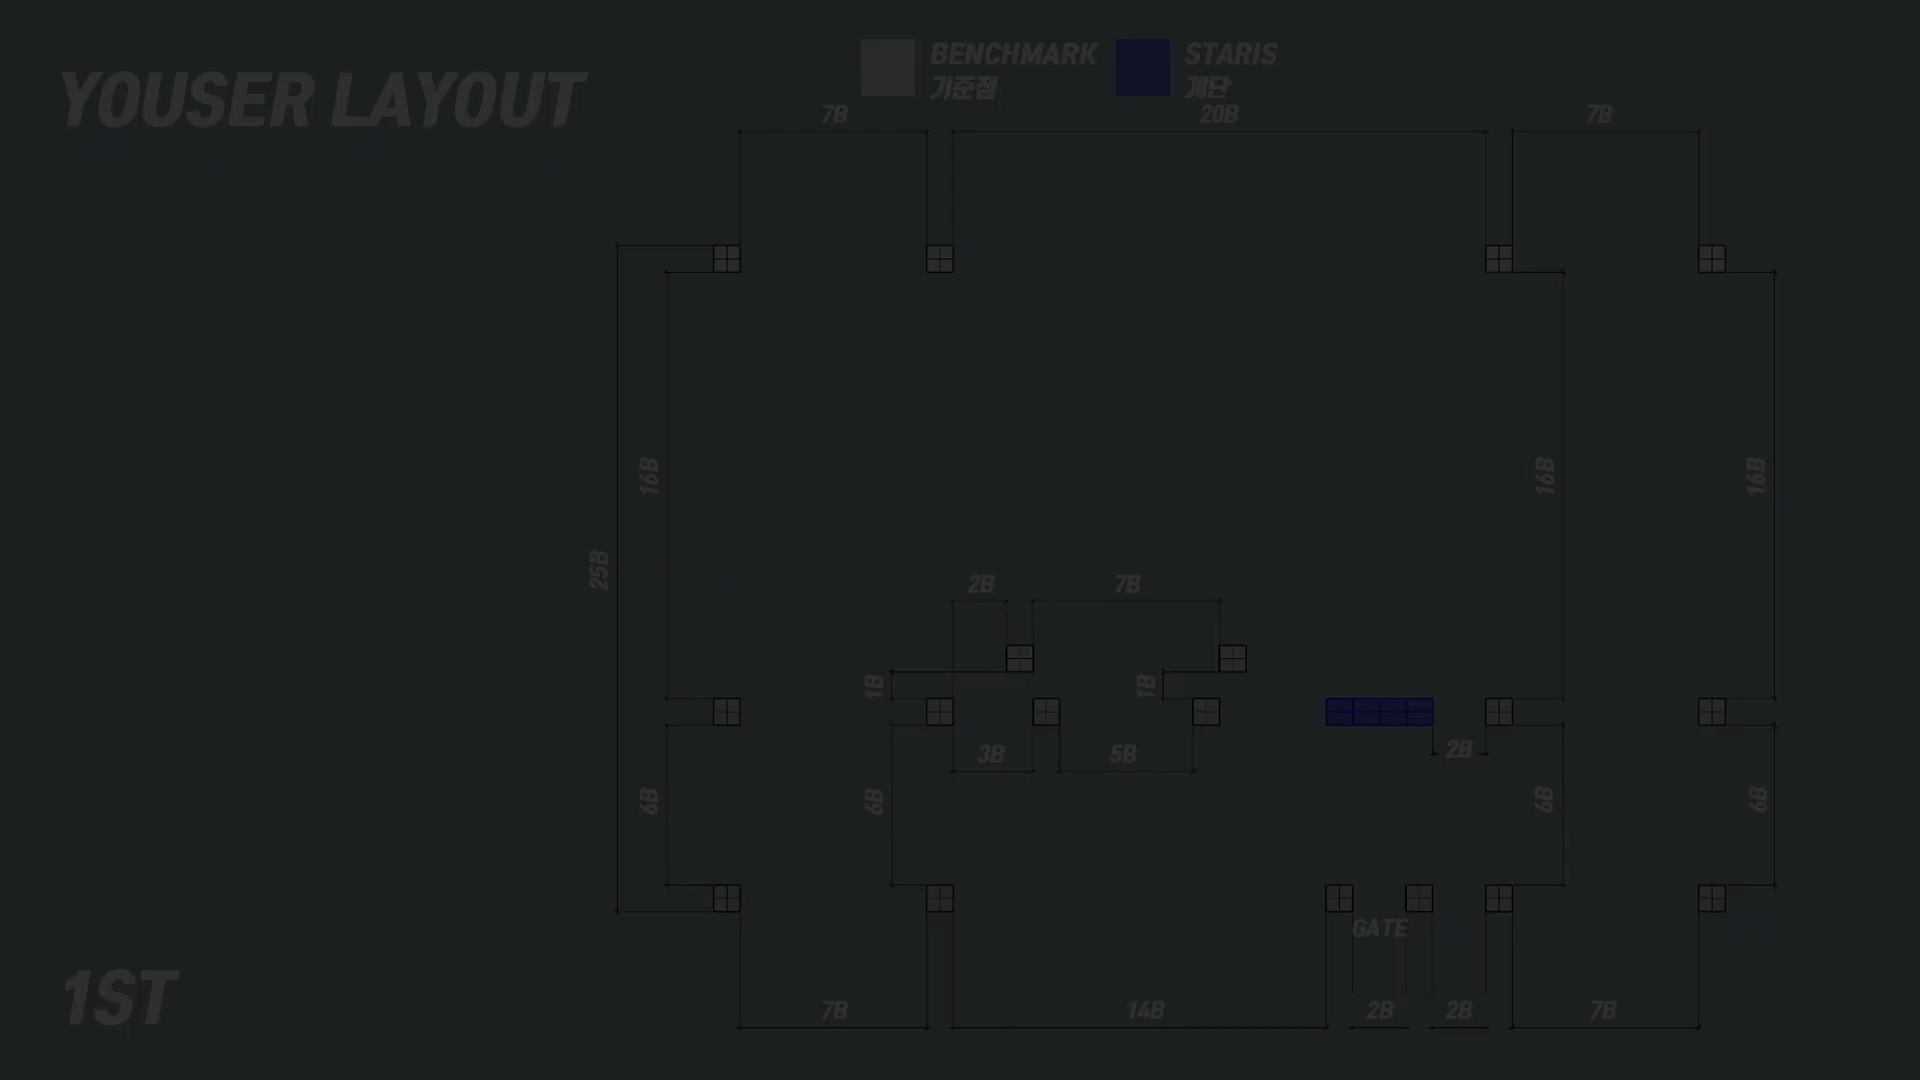 BENCHMARK
기준점
STARIS
계단
YOUSER LAYOUT
7B
20B
7B
16B
16B
16B
25B
2B
7B
1B
1B
3B
5B
2B
6B
6B
6B
6B
GATE
1ST
7B
14B
2B
2B
7B